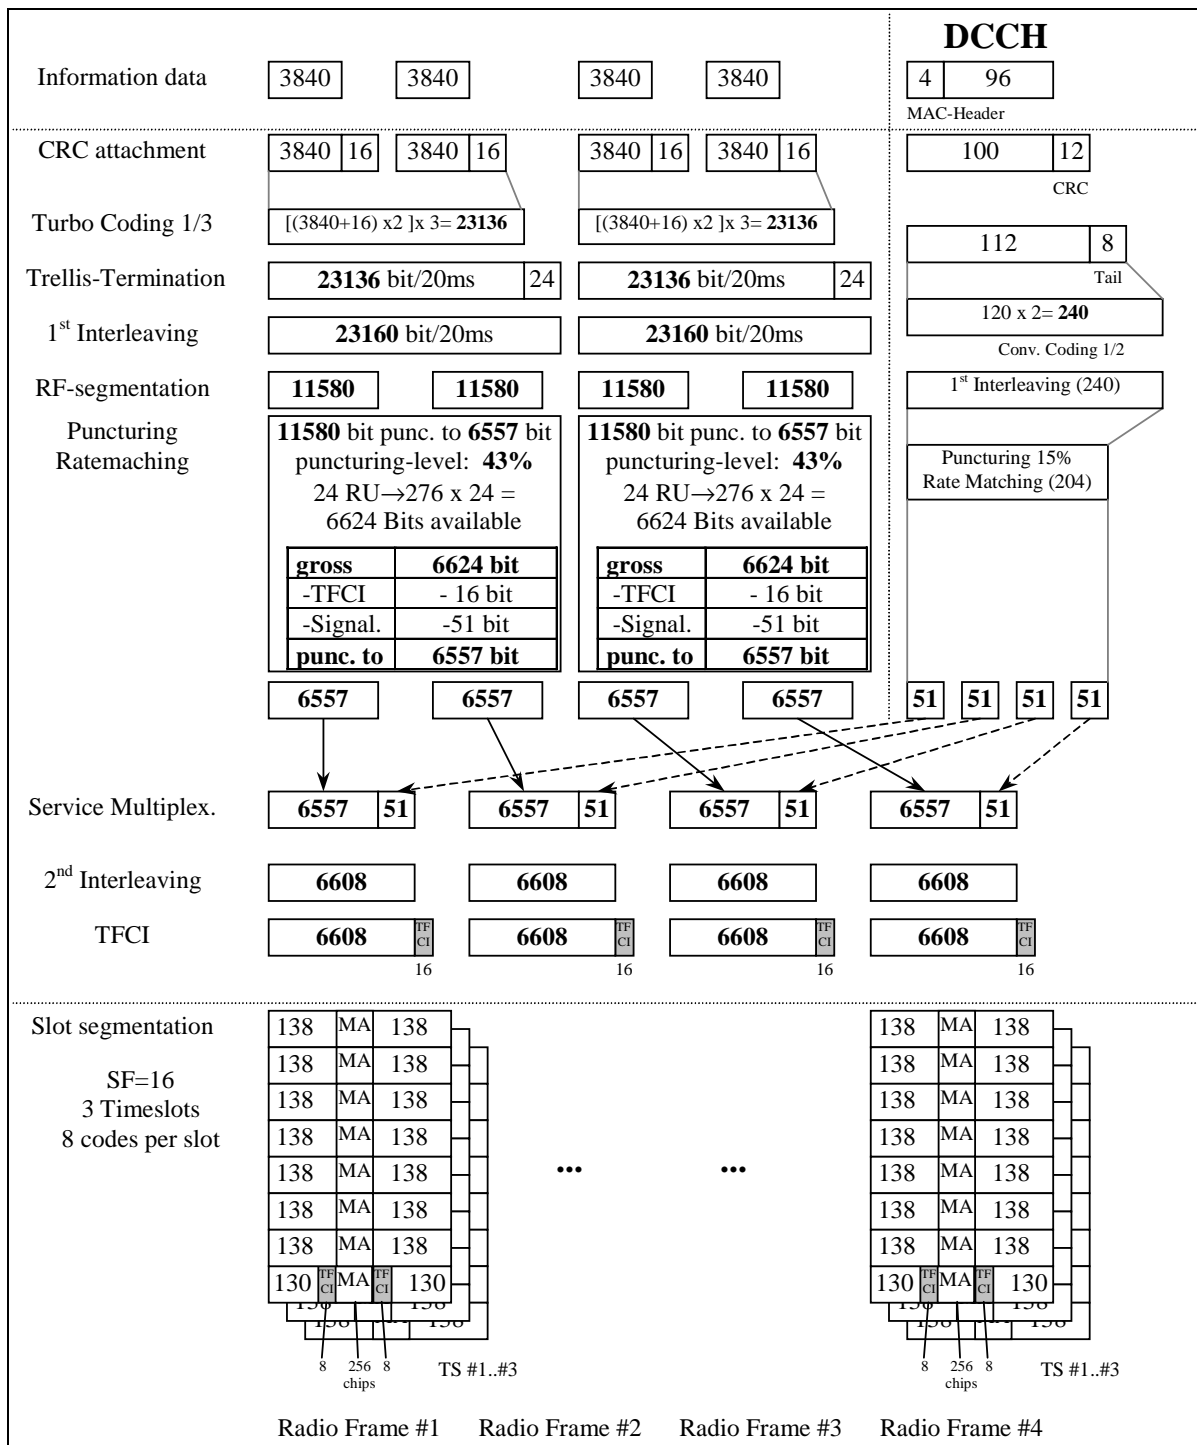 DCCH
Information data 3840 3840 3840 3840 4 96
MAC-Header
CRC attachment 3840 16 3840 16 3840 16 3840 16 100 12
CRC
Turbo Coding 1/3 [(3840+16) x2 ]x 3= 23136 [(3840+16) x2 ]x 3= 23136
112 8
Tail
Trellis-Termination 23136 bit/20ms 24 23136 bit/20ms 24
120 x 2= 240
Conv. Coding 1/2
1st Interleaving 23160 bit/20ms 23160 bit/20ms
RF-segmentation 11580 11580 11580 11580 1st Interleaving (240)
Puncturing
Ratemaching
11580 bit punc. to 6557 bit
puncturing-level: 43%
24 RU→276 x 24 =
6624 Bits available
gross 6624 bit
-TFCI - 16 bit
-Signal. -51 bit
punc. to 6557 bit
11580 bit punc. to 6557 bit
puncturing-level: 43%
24 RU→276 x 24 =
6624 Bits available
gross 6624 bit
-TFCI - 16 bit
-Signal. -51 bit
punc. to 6557 bit
Puncturing 15%
Rate Matching (204)
6557 6557 6557 6557 51 51 51 51
Service Multiplex. 6557 51 6557 51 6557 51 6557 51
2nd Interleaving 6608 6608 6608 6608
TFCI 6608 TF CI 6608 TF CI 6608 TF CI 6608 TF CI
16 16 16 16
Slot segmentation
SF=16
3 Timeslots
8 codes per slot
138 MA 138
138 MA 138
138 MA 138
138 MA 138
138 MA 138
138 MA 138
138 MA 138
130 TF CI MA TF CI 130
138
138 138
8 256 8
chips
TS #1..#3
... ...
138 MA 138
138 MA 138
138 MA 138
138 MA 138
138 MA 138
138 MA 138
138 MA 138
130 TF CI MA TF CI 130
138
138 138
8 256 8
chips
TS #1..#3
Radio Frame #1 Radio Frame #2 Radio Frame #3 Radio Frame #4